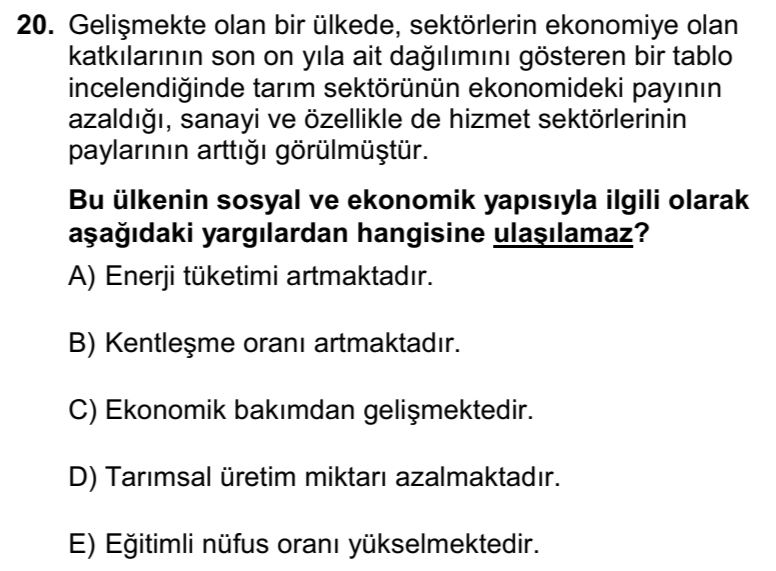 20. Gelişmekte olan bir ülkede, sektörlerin ekonomiye olan
katkılarının son on yıla ait dağılımını gösteren bir tablo
incelendiğinde tarım sektörünün ekonomideki payının
azaldığı, sanayi ve özellikle de hizmet sektörlerinin
paylarının arttığı görülmüştür.
Bu ülkenin sosyal ve ekonomik yapısıyla ilgili olarak
aşağıdaki yargılardan hangisine ulaşılamaz?
A) Enerji tüketimi artmaktadır.
B) Kentleşme oranı artmaktadır.
C) Ekonomik bakımdan gelişmektedir.
D) Tarımsal üretim miktarı azalmaktadır.
E) Eğitimli nüfus oranı yükselmektedir.